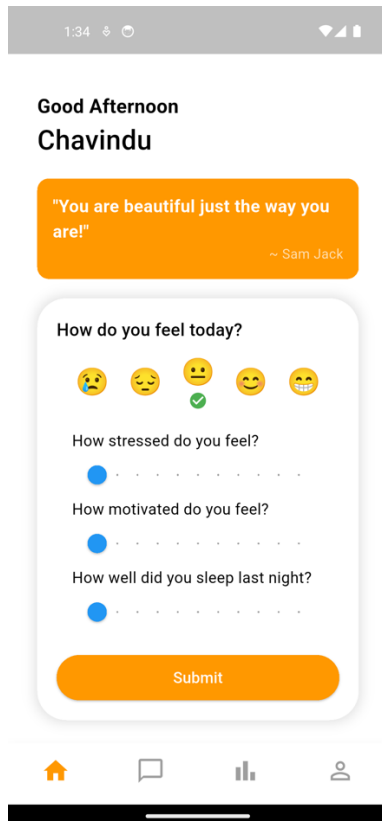 1:34
Good Afternoon
Chavindu
"You are beautiful just the way you
are!"
~ Sam Jack
How do you feel today?
How stressed do you feel?
How motivated do you feel?
How well did you sleep last night?
Submit